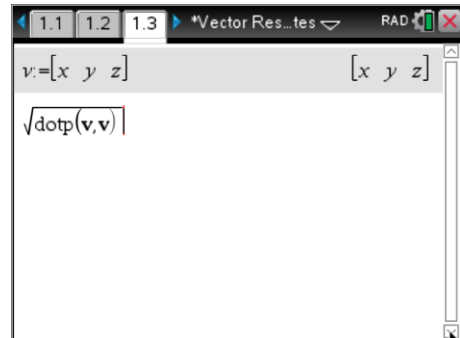 1.1 1.2 1.3 *Vector Res...tes RAD
v:=[x y z] [x y z]
√dotp(v,v)